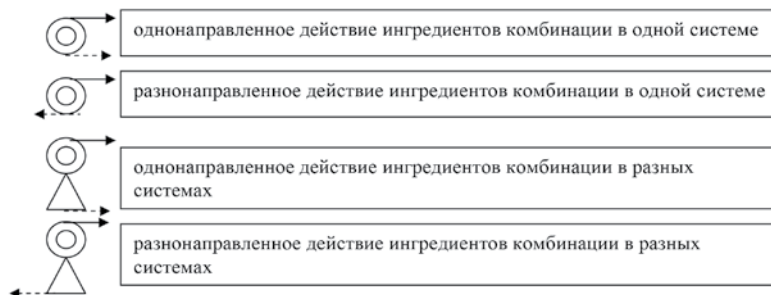 однонаправленное действие ингредиентов комбинации в одной системе
разнонаправленное действие ингредиентов комбинации в одной системе
однонаправленное действие ингредиентов комбинации в разных
системах
разнонаправленное действие ингредиентов комбинации в разных
системах